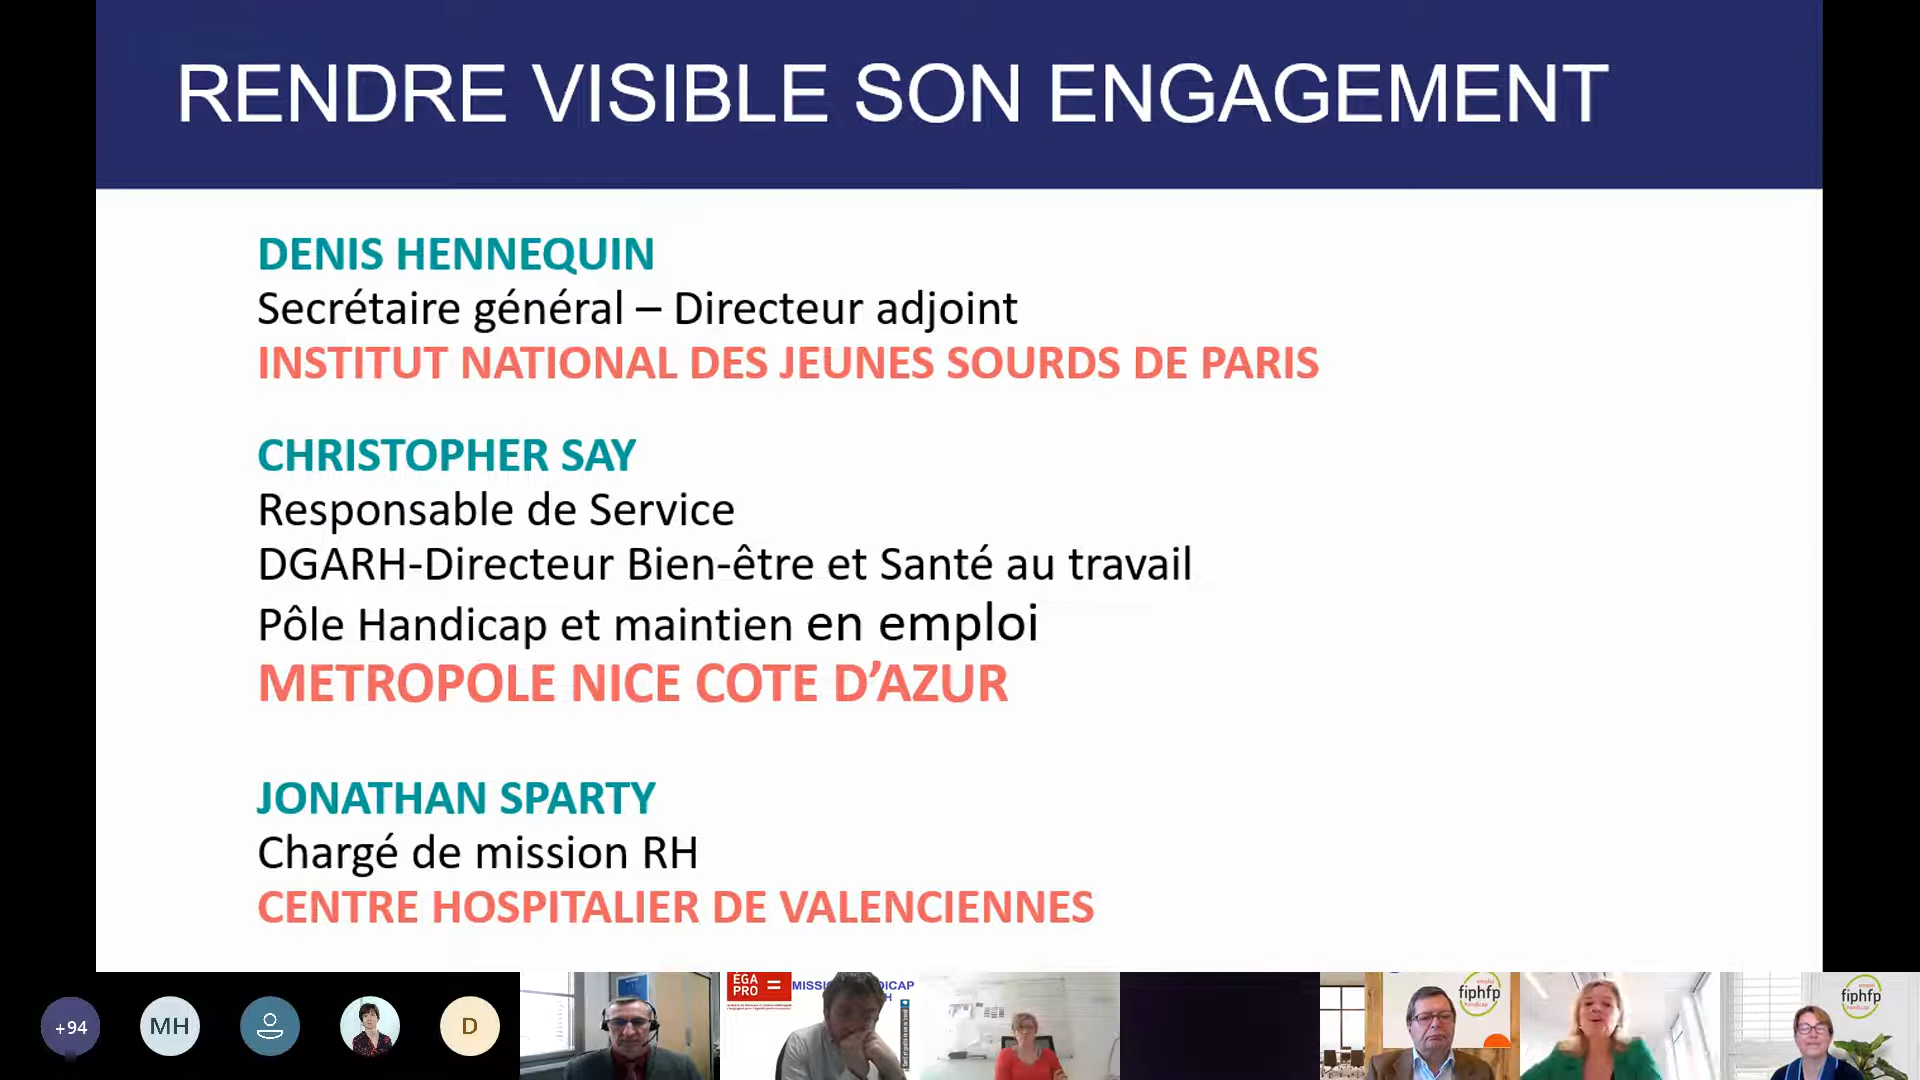 RENDRE VISIBLE SON ENGAGEMENT
DENIS HENNEQUIN
Secrétaire général – Directeur adjoint
INSTITUT NATIONAL DES JEUNES SOURDS DE PARIS
CHRISTOPHER SAY
Responsable de Service
DGARH-Directeur Bien-être et Santé au travail
Pôle Handicap et maintien en emploi
METROPOLE NICE COTE D’AZUR
JONATHAN SPARTY
Chargé de mission RH
CENTRE HOSPITALIER DE VALENCIENNES
+94
MH
D
ÉGA
PRO =
fiphfp
fiphfp